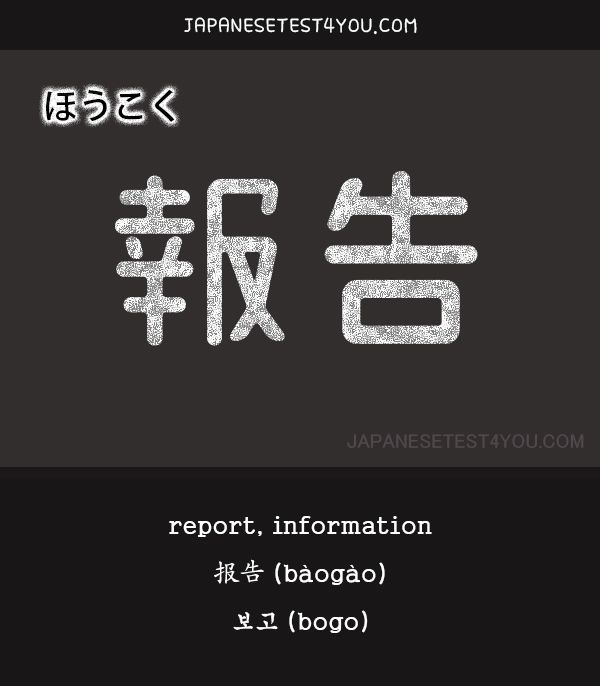 JAPANESETEST4YOU.COM
ほうこく
報告
JAPANESETEST4YOU.COM
report, information
报告 (bàogào)
보고 (bogo)